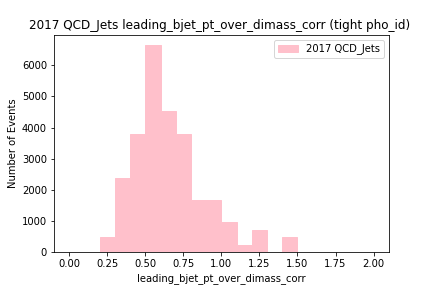 2017 QCD_Jets leading_bjet_pt_over_dimass_corr (tight pho_id)
2017 QCD_Jets
Number of Events
6000
5000
4000
3000
2000
1000
0
0.00 0.25 0.50 0.75 1.00 1.25 1.50 1.75 2.00
leading_bjet_pt_over_dimass_corr